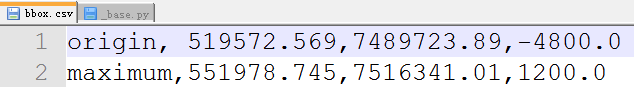 bbox.csv _base.py
1 origin, 519572.569,7489723.89,-4800.0
2 maximum,551978.745,7516341.01,1200.0